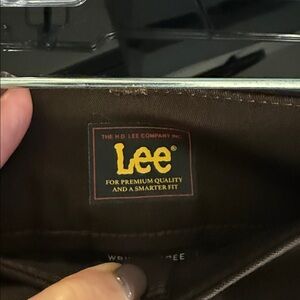 THE H.D. LEE COMPANY INC.
Lee®
FOR PREMIUM QUALITY
AND A SMARTER FIT